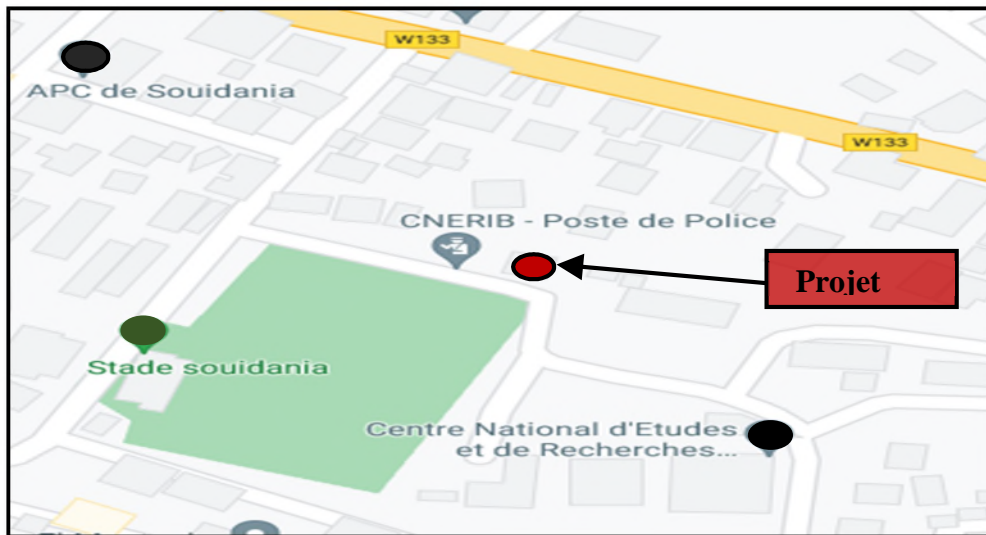 W133
APC de Souidania
W133
CNERIB - Poste de Police
Projet
Stade souidania
Centre National d'Etudes
et de Recherches...